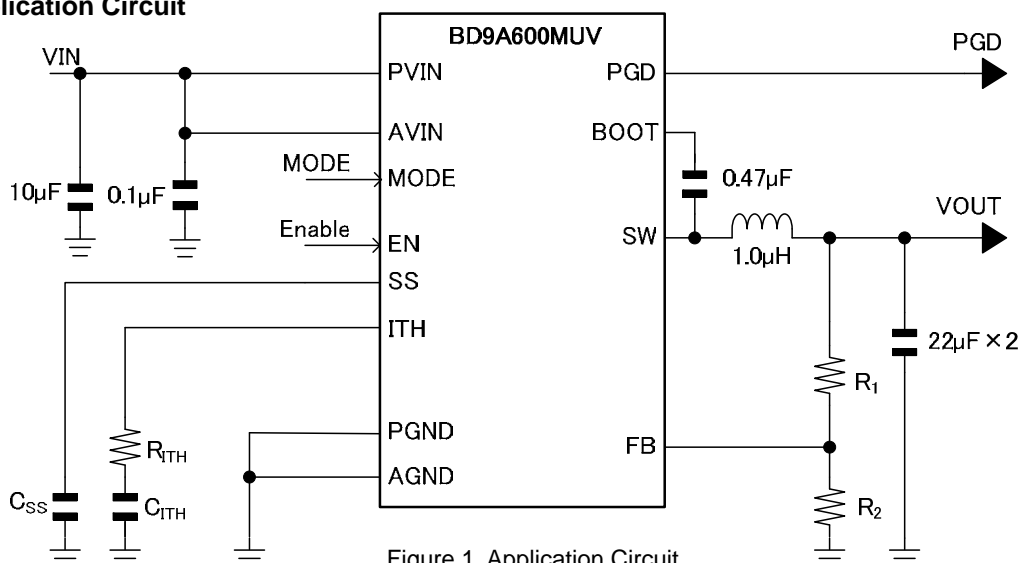 plication Circuit
BD9A600MUV
VIN
PVIN
PGD
PGD
AVIN
BOOT
MODE
MODE
10µF
0.1µF
0.47µF
Enable
EN
SW
1.0µH
VOUT
SS
ITH
22µF×2
R1
PGND
FB
RITH
AGND
CSS
CITH
R2
Figure 1. Application Circuit